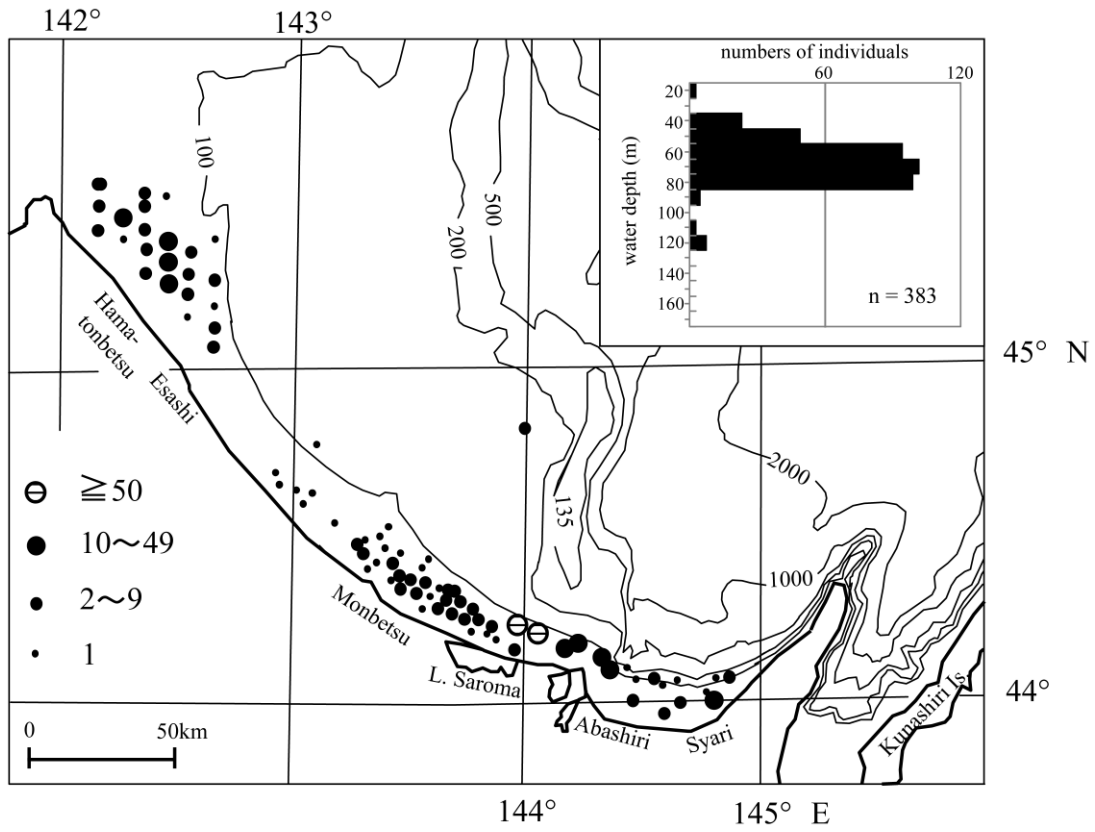 142°
143°
numbers of individuals
60
120
20
40
60
80
100
120
140
160
water depth (m)
n = 383
100
500
200
45° N
Hama-
tonbetsu
Esashi
2000
135
1000
≧50
10～49
2～9
1
Monbetsu
L. Saroma
44°
Abashiri
Syari
Kunashiri Is.
0
50km
144°
145° E